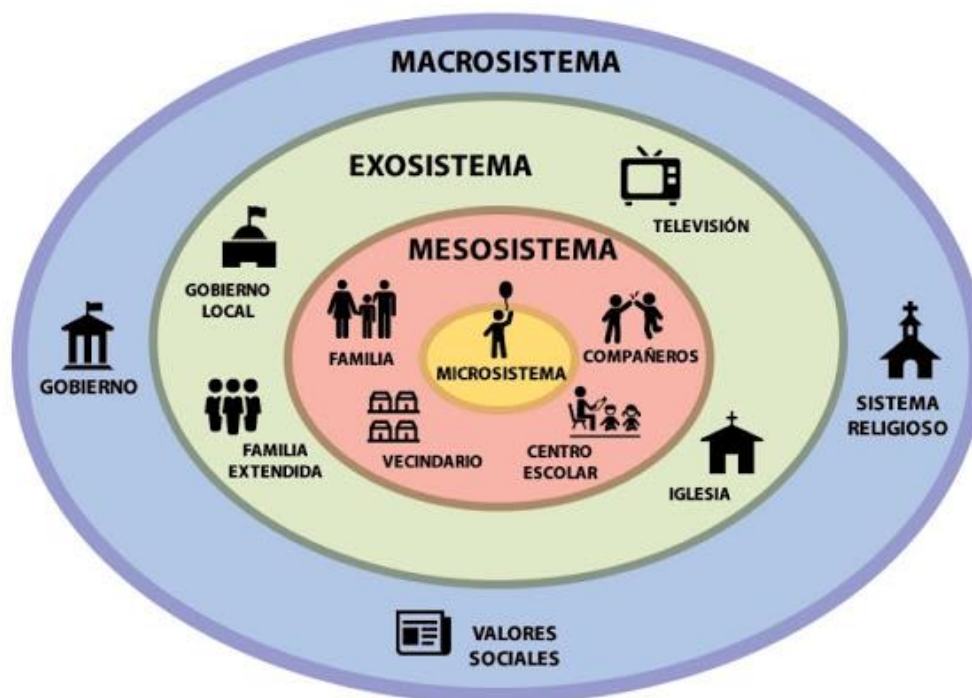 MACROSISTEMA
EXOSISTEMA
TELEVISIÓN
MESOSISTEMA
GOBIERNO
LOCAL
FAMILIA
COMPAÑEROS
MICROSISTEMA
GOBIERNO
SISTEMA
RELIGIOSO
FAMILIA
EXTENDIDA
VECINDARIO
CENTRO
ESCOLAR
IGLESIA
VALORES
SOCIALES